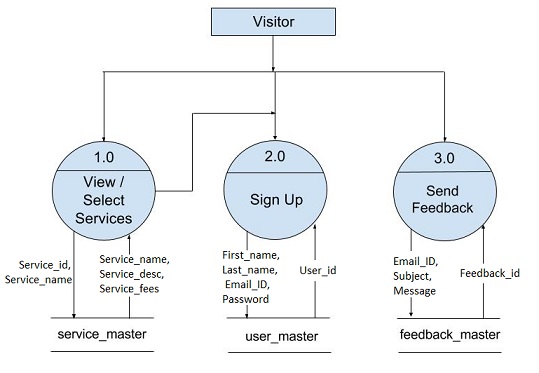 Visitor
1.0
View /
Select
Services
2.0
Sign Up
3.0
Send
Feedback
Service_id,
Service_name
Service_name,
Service_desc,
Service_fees
First_name,
Last_name,
Email_ID,
Password
User_id
Email_ID,
Subject,
Message
Feedback_id
service_master
user_master
feedback_master